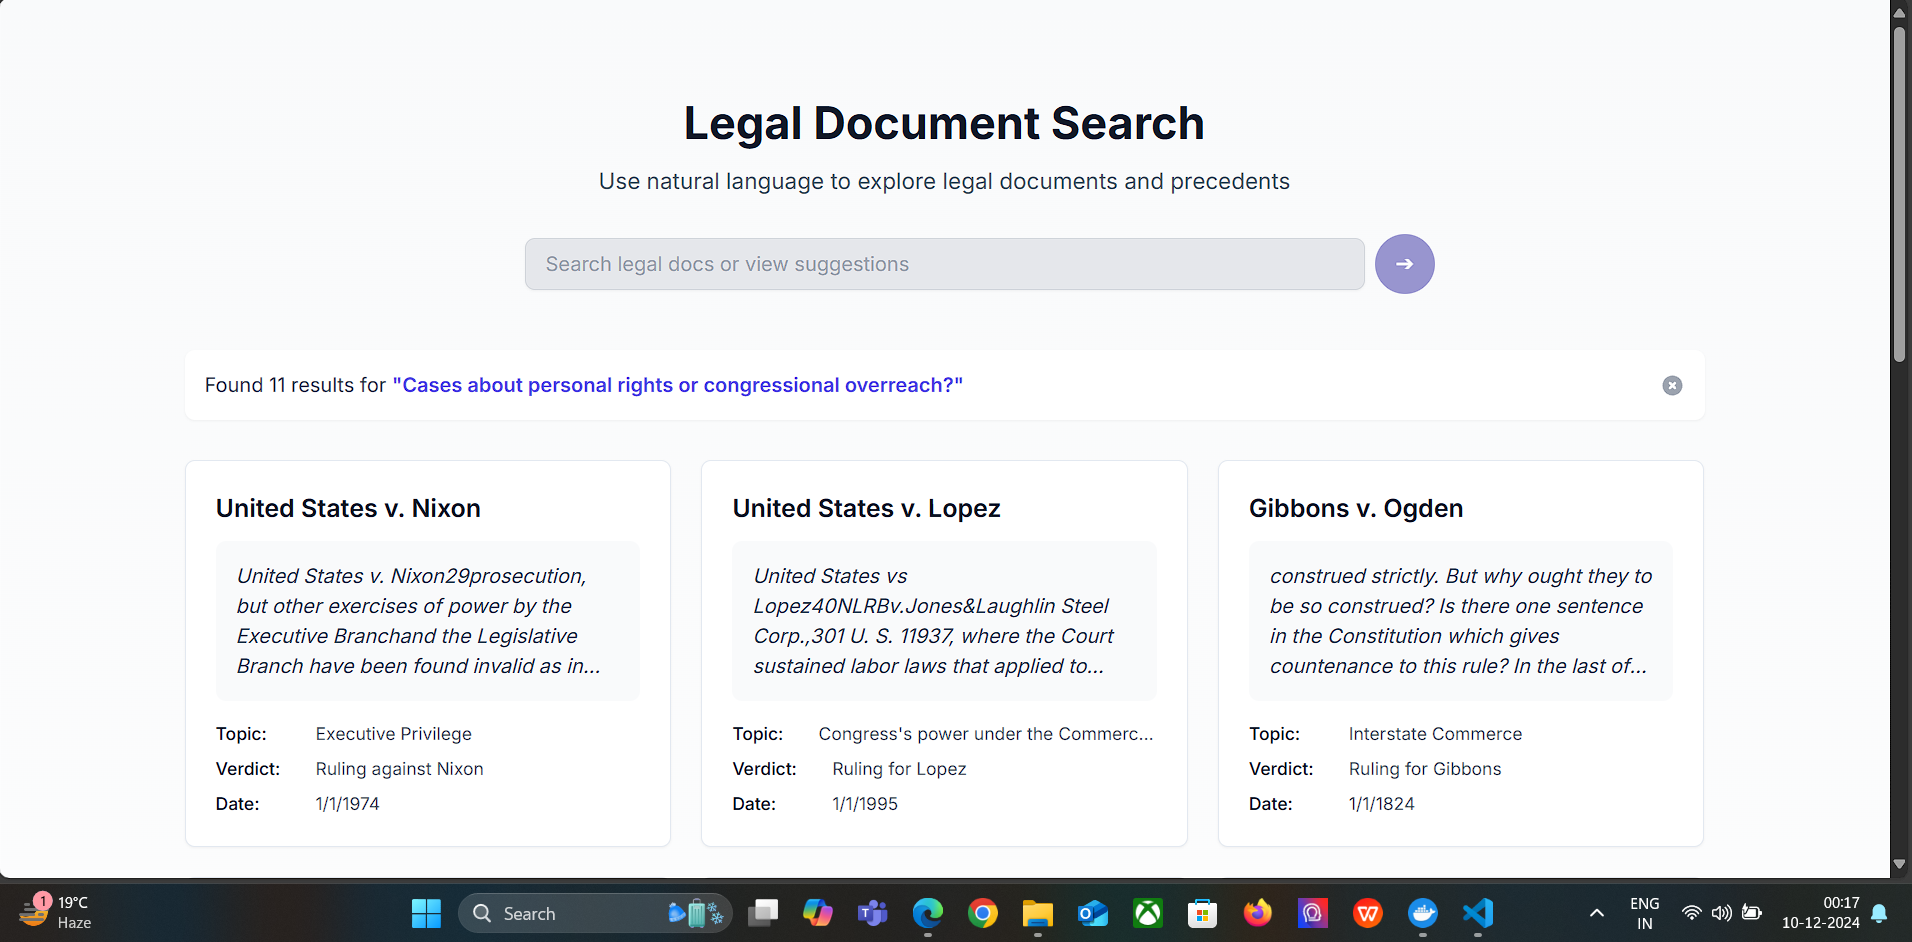 Legal Document Search
Use natural language to explore legal documents and precedents
Search legal docs or view suggestions
Found 11 results for "Cases about personal rights or congressional overreach?"
United States v. Nixon
United States v. Nixon29prosecution,
but other exercises of power by the
Executive Branchand the Legislative
Branch have been found invalid as in...
Topic: Executive Privilege
Verdict: Ruling against Nixon
Date: 1/1/1974
United States v. Lopez
United States vs
Lopez40NLRBv.Jones&Laughlin Steel
Corp.,301 U. S. 11937, where the Court
sustained labor laws that applied to...
Topic: Congress's power under the Commerc...
Verdict: Ruling for Lopez
Date: 1/1/1995
Gibbons v. Ogden
construed strictly. But why ought they to
be so construed? Is there one sentence
in the Constitution which gives
countenance to this rule? In the last of...
Topic: Interstate Commerce
Verdict: Ruling for Gibbons
Date: 1/1/1824
1
19°C
Haze
Search
ENG
IN
00:17
10-12-2024